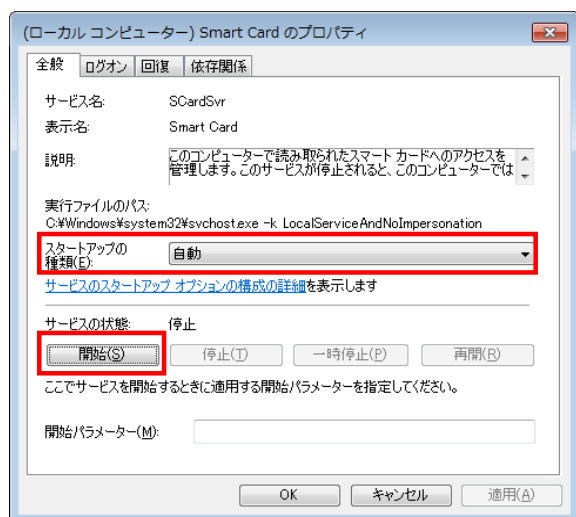 (ローカル コンピューター) Smart Card のプロパティ
全般 ログオン 回復 依存関係
サービス名: SCardSvr
表示名: Smart Card
説明: このコンピューターで読み取られたスマート カードへのアクセスを
管理します。このサービスが停止されると、このコンピューターでは
実行ファイルのパス:
C:¥Windows¥system32¥svchost.exe -k LocalServiceAndNoImpersonation
スタートアップの
種類(E): 自動
サービスのスタートアップ オプションの構成の詳細を表示します
サービスの状態: 停止
開始(S) 停止(T) 一時停止(P) 再開(R)
ここでサービスを開始するときに適用する開始パラメーターを指定してください。
開始パラメーター(M):
OK キャンセル 適用(A)